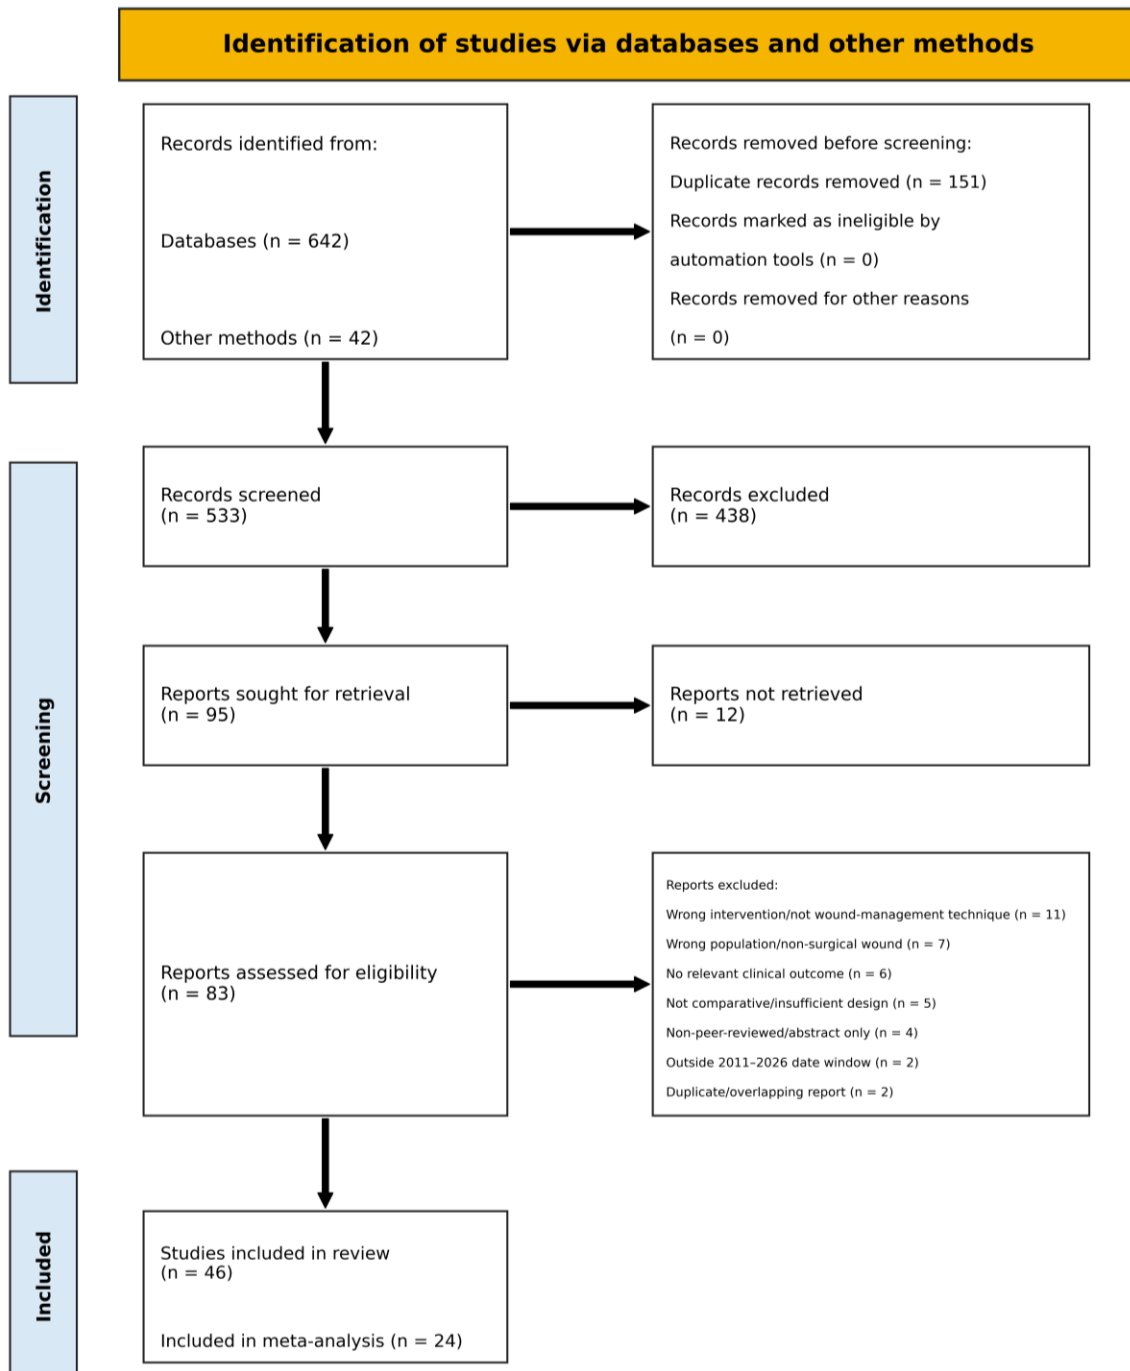 Identification of studies via databases and other methods
Identification
Records identified from:
Databases (n = 642)
Other methods (n = 42)
Records removed before screening:
Duplicate records removed (n = 151)
Records marked as ineligible by
automation tools (n = 0)
Records removed for other reasons
(n = 0)
Screening
Records screened
(n = 533)
Records excluded
(n = 438)
Reports sought for retrieval
(n = 95)
Reports not retrieved
(n = 12)
Reports assessed for eligibility
(n = 83)
Reports excluded:
Wrong intervention/not wound-management technique (n = 11)
Wrong population/non-surgical wound (n = 7)
No relevant clinical outcome (n = 6)
Not comparative/insufficient design (n = 5)
Non-peer-reviewed/abstract only (n = 4)
Outside 2011–2026 date window (n = 2)
Duplicate/overlapping report (n = 2)
Included
Studies included in review
(n = 46)
Included in meta-analysis (n = 24)